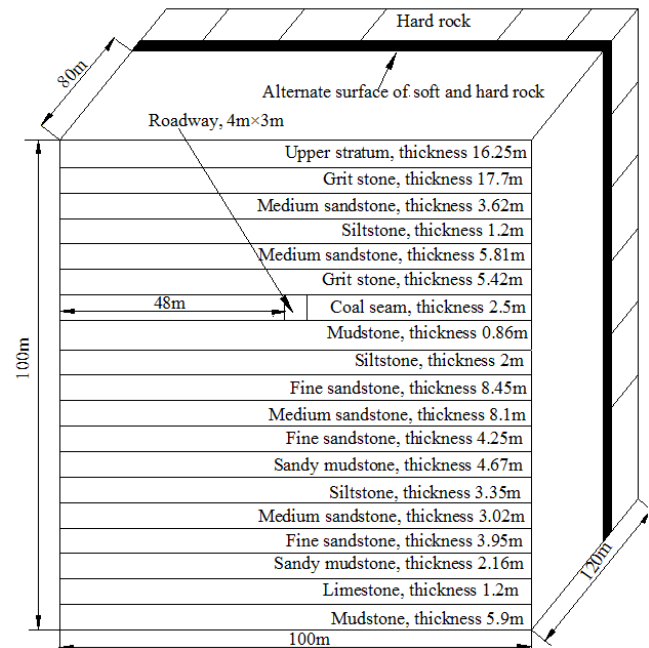 Hard rock
80m
Alternate surface of soft and hard rock
Roadway, 4m×3m
Upper stratum, thickness 16.25m
Grit stone, thickness 17.7m
Medium sandstone, thickness 3.62m
Siltstone, thickness 1.2m
Medium sandstone, thickness 5.81m
Grit stone, thickness 5.42m
48m
Coal seam, thickness 2.5m
Mudstone, thickness 0.86m
100m
Siltstone, thickness 2m
Fine sandstone, thickness 8.45m
Medium sandstone, thickness 8.1m
Fine sandstone, thickness 4.25m
Sandy mudstone, thickness 4.67m
Siltstone, thickness 3.35m
Medium sandstone, thickness 3.02m
Fine sandstone, thickness 3.95m
Sandy mudstone, thickness 2.16m
120m
Limestone, thickness 1.2m
Mudstone, thickness 5.9m
100m